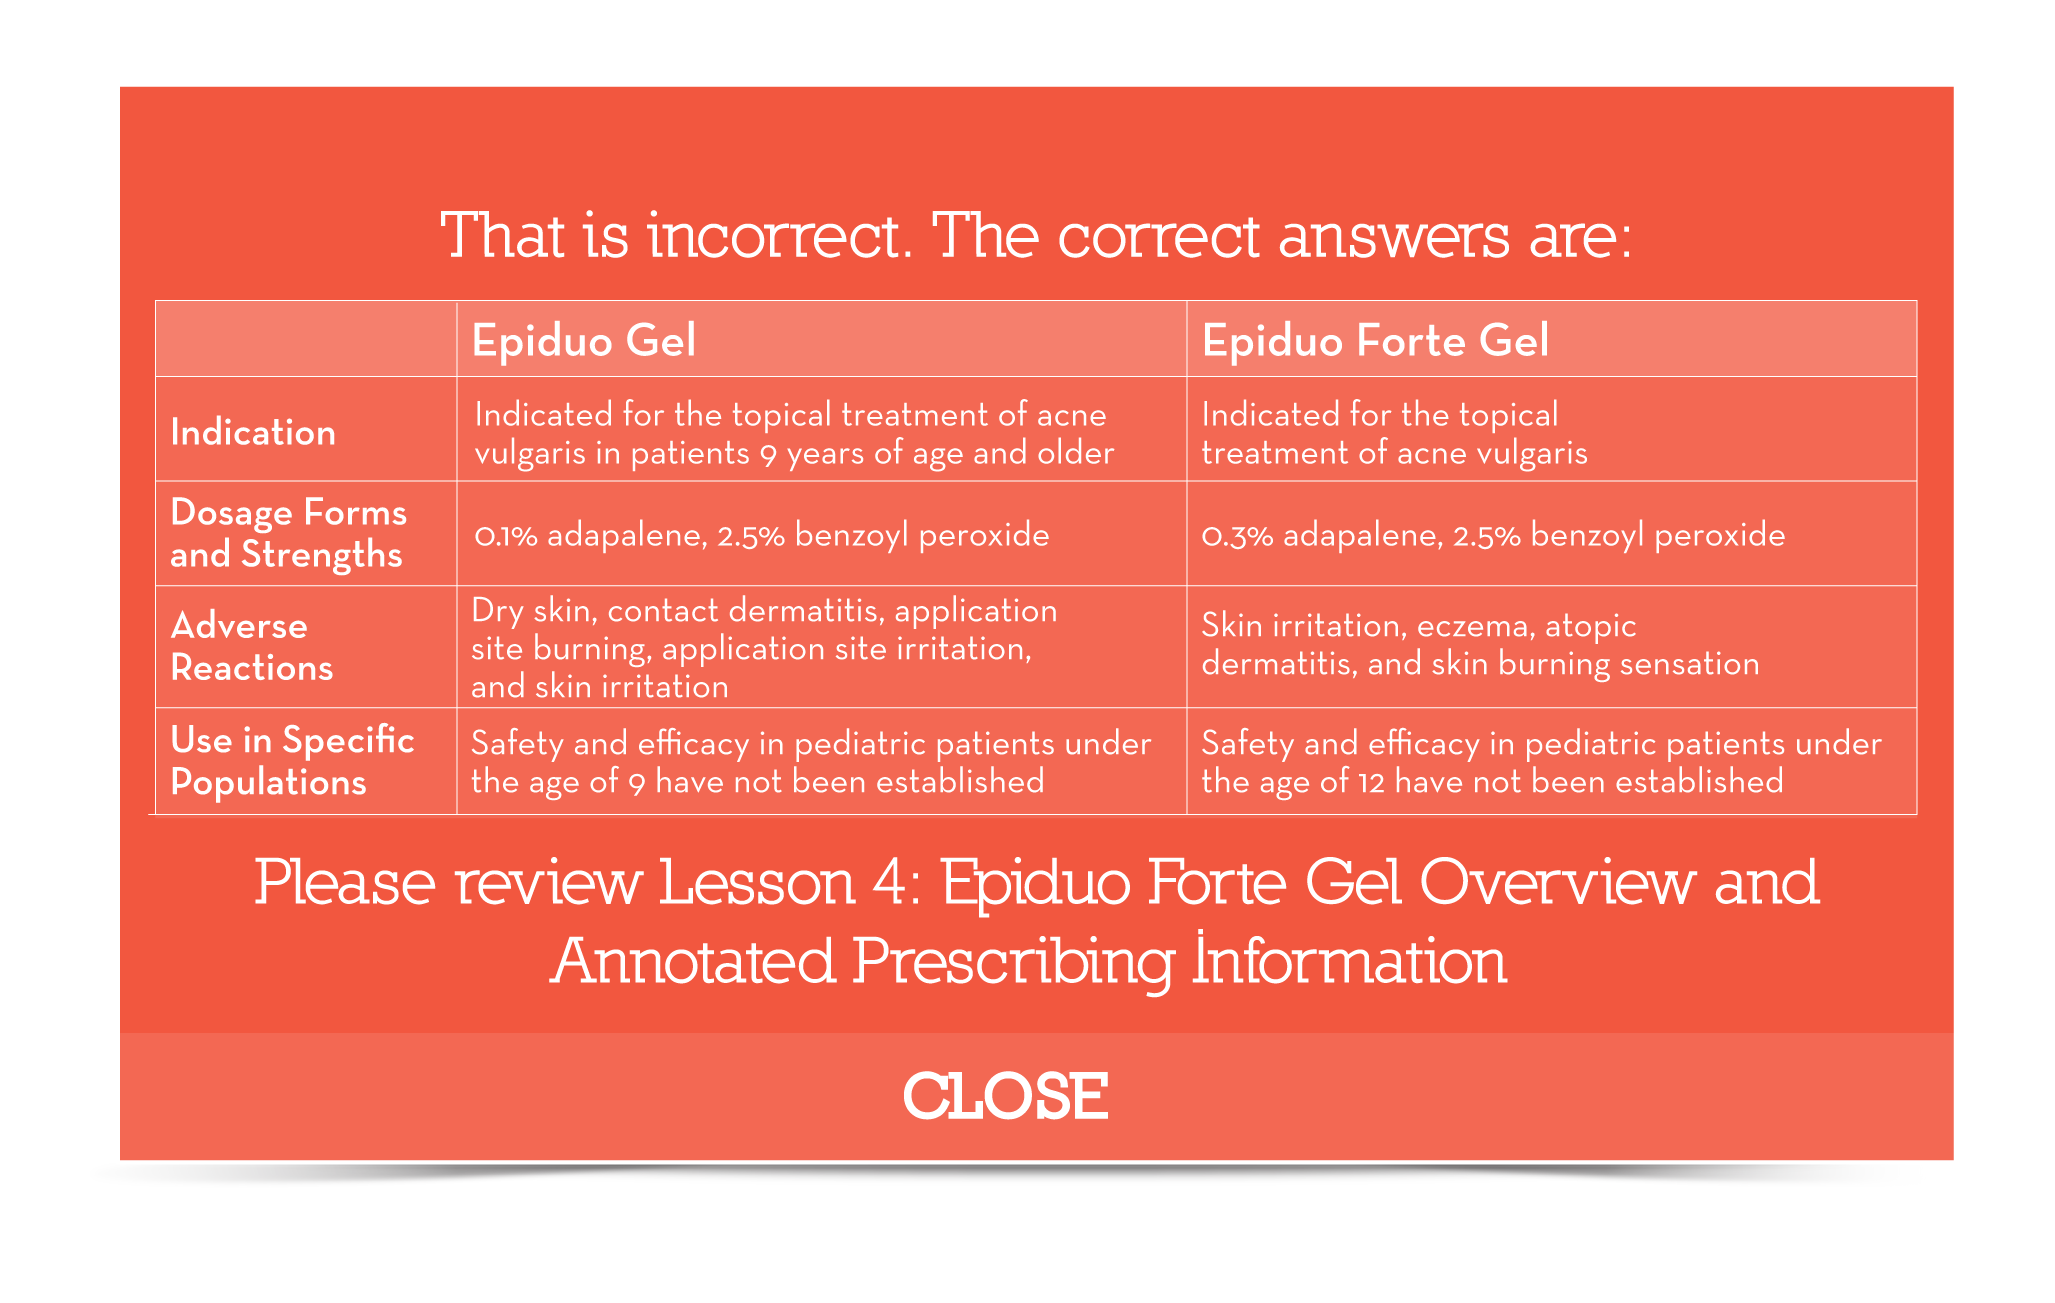 That is incorrect. The correct answers are:
Epiduo Gel
Epiduo Forte Gel
Indication
Indicated for the topical treatment of acne
vulgaris in patients 9 years of age and older
Indicated for the topical
treatment of acne vulgaris
Dosage Forms
and Strengths
0.1% adapalene, 2.5% benzoyl peroxide
0.3% adapalene, 2.5% benzoyl peroxide
Adverse
Reactions
Dry skin, contact dermatitis, application
site burning, application site irritation,
and skin irritation
Skin irritation, eczema, atopic
dermatitis, and skin burning sensation
Use in Specific
Populations
Safety and efficacy in pediatric patients under
the age of 9 have not been established
Safety and efficacy in pediatric patients under
the age of 12 have not been established
Please review Lesson 4: Epiduo Forte Gel Overview and
Annotated Prescribing İnformation
CLOSE